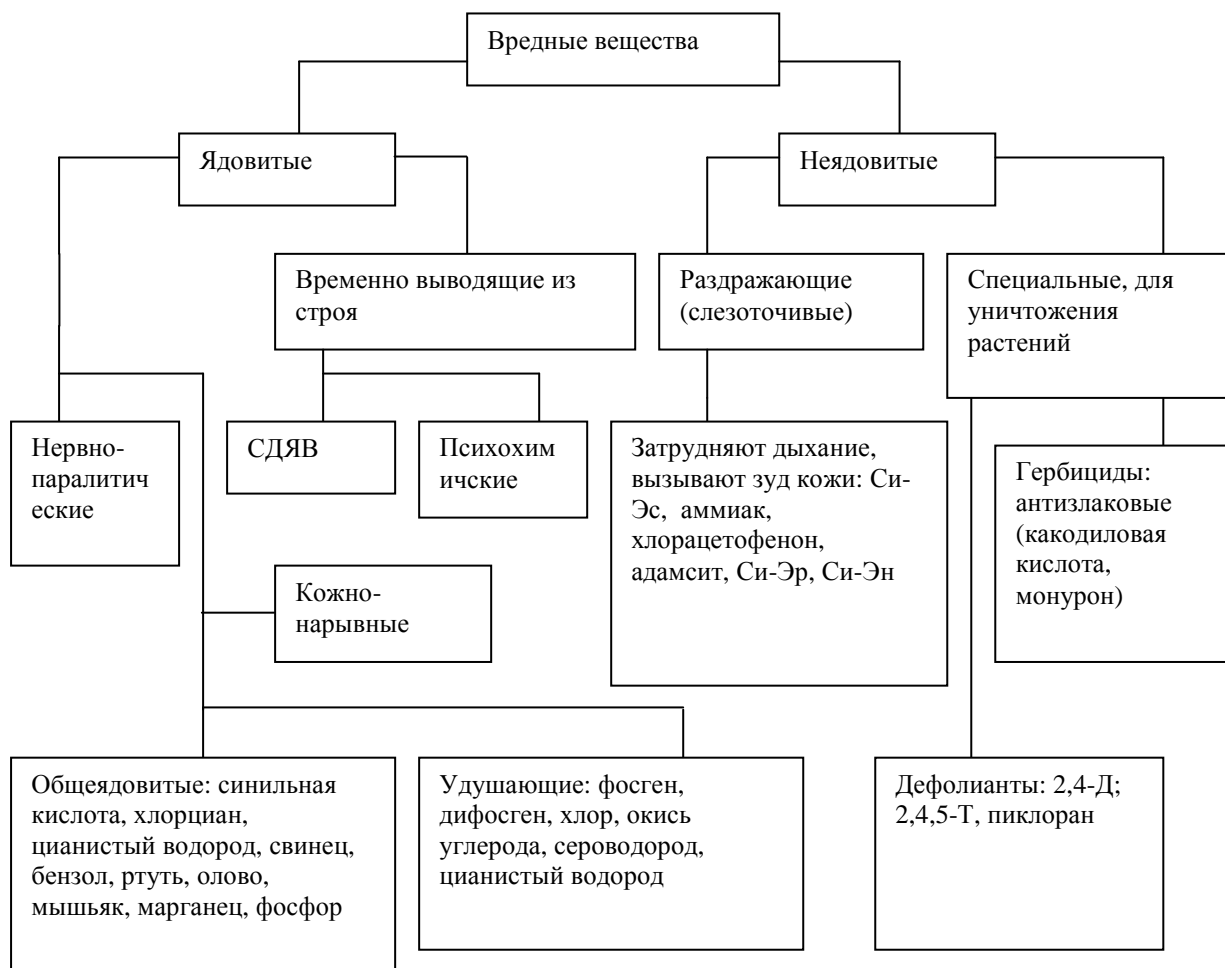 Вредные вещества
Ядовитые
Неядовитые
Временно выводящие из
строя
Раздражающие
(слезоточивые)
Специальные, для
уничтожения
растений
Нервно-
паралитич
еские
СДЯВ
Психохим
ичские
Затрудняют дыхание,
вызывают зуд кожи: Си-
Эс, аммиак,
хлорацетофенон,
адамсит, Си-Эр, Си-Эн
Гербициды:
антизлаковые
(какодиловая
кислота,
монурон)
Кожно-
нарывные
Общеядовитые: синильная
кислота, хлорциан,
цианистый водород, свинец,
бензол, ртуть, олово,
мышьяк, марганец, фосфор
Удушающие: фосген,
дифосген, хлор, окись
углерода, сероводород,
цианистый водород
Дефолианты: 2,4-Д;
2,4,5-Т, пиклоран